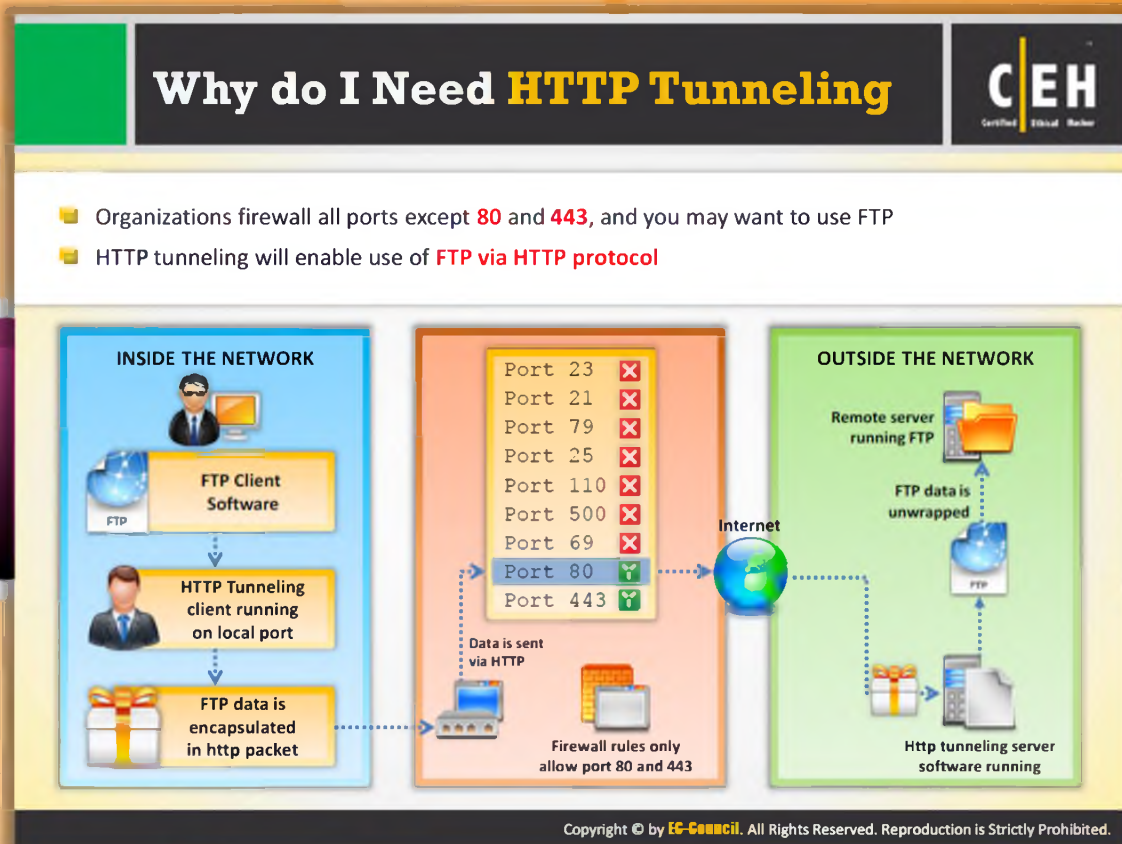 Why do I Need HTTP Tunneling
CEH
Certified Ethical Hacker
Organizations firewall all ports except 80 and 443, and you may want to use FTP
HTTP tunneling will enable use of FTP via HTTP protocol
INSIDE THE NETWORK
FTP Client
Software
FTP
HTTP Tunneling
client running
on local port
FTP data is
encapsulated
in http packet
Port 23
Port 21
Port 79
Port 25
Port 110
Port 500
Port 69
Port 80
Port 443
Data is sent
via HTTP
Firewall rules only
allow port 80 and 443
Internet
OUTSIDE THE NETWORK
Remote server
running FTP
FTP data is
unwrapped
FTP
Http tunneling server
software running
Copyright © by EC-Council. All Rights Reserved. Reproduction is Strictly Prohibited.